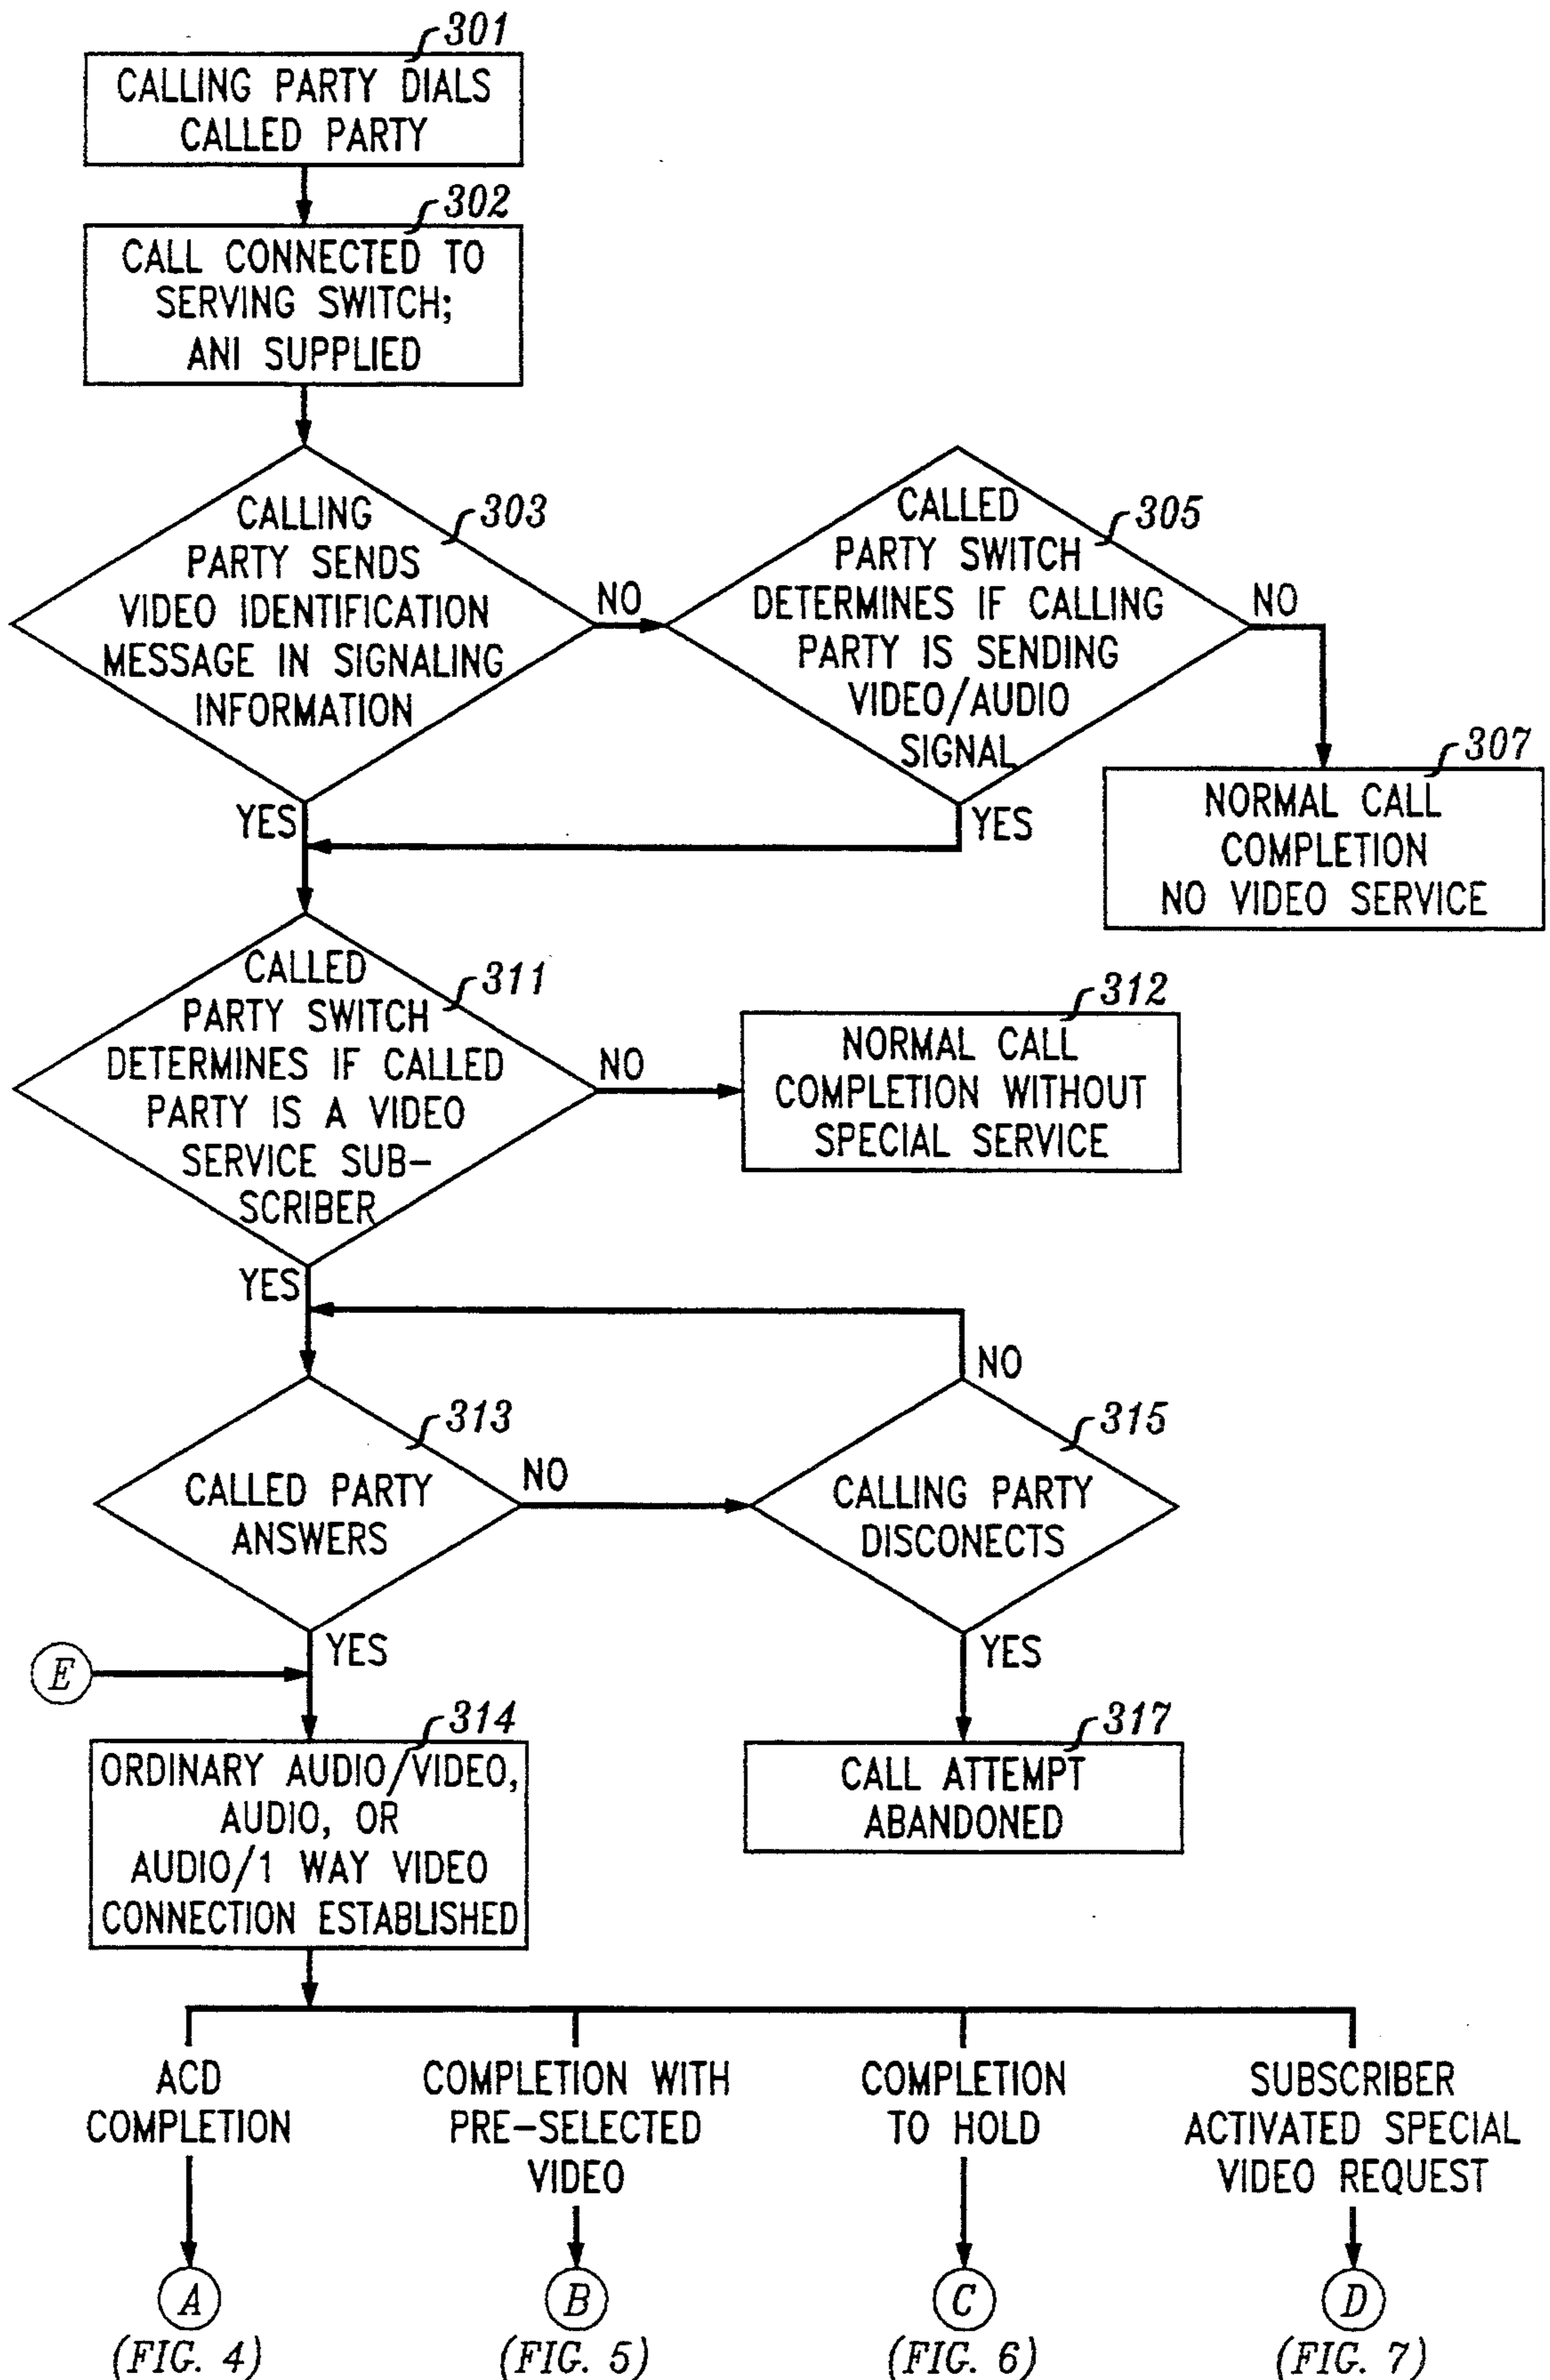 301
CALLING PARTY DIALS
CALLED PARTY
302
CALL CONNECTED TO
SERVING SWITCH;
ANI SUPPLIED
303
CALLING
PARTY SENDS
VIDEO IDENTIFICATION
MESSAGE IN SIGNALING
INFORMATION
NO
YES
305
CALLED
PARTY SWITCH
DETERMINES IF CALLING
PARTY IS SENDING
VIDEO/AUDIO
SIGNAL
NO
YES
307
NORMAL CALL
COMPLETION
NO VIDEO SERVICE
311
CALLED
PARTY SWITCH
DETERMINES IF CALLED
PARTY IS A VIDEO
SERVICE SUB-
SCRIBER
NO
YES
312
NORMAL CALL
COMPLETION WITHOUT
SPECIAL SERVICE
313
CALLED PARTY
ANSWERS
NO
YES
315
CALLING PARTY
DISCONECTS
NO
YES
E
314
ORDINARY AUDIO/VIDEO,
AUDIO, OR
AUDIO/1 WAY VIDEO
CONNECTION ESTABLISHED
317
CALL ATTEMPT
ABANDONED
ACD
COMPLETION
A
(FIG. 4)
COMPLETION WITH
PRE-SELECTED
VIDEO
B
(FIG. 5)
COMPLETION
TO HOLD
C
(FIG. 6)
SUBSCRIBER
ACTIVATED SPECIAL
VIDEO REQUEST
D
(FIG. 7)